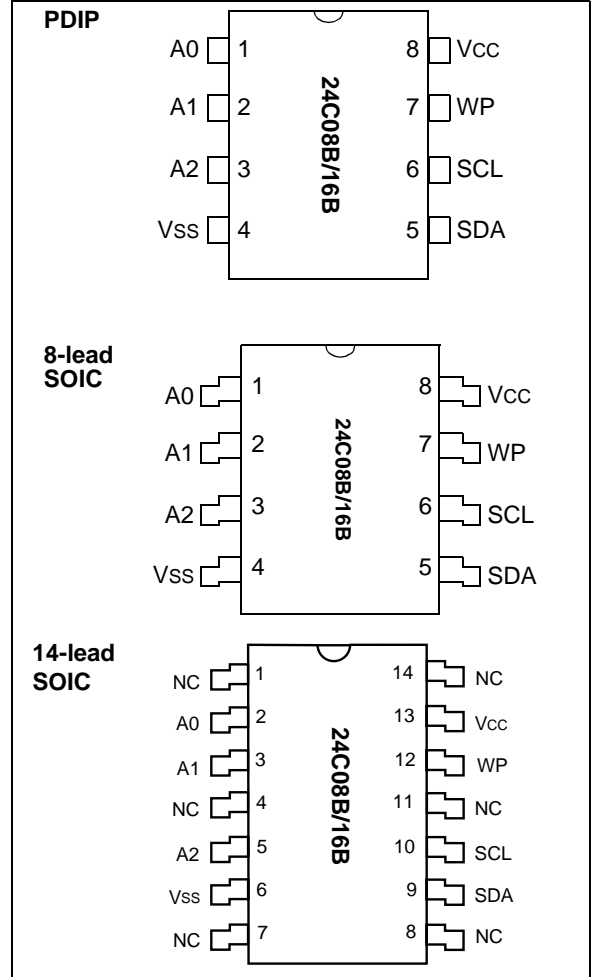 PDIP
A0 1 8 Vcc
A1 2 7 WP
A2 3 6 SCL
Vss 4 5 SDA
24C08B/16B
8-lead
SOIC
A0 1 8 Vcc
A1 2 7 WP
A2 3 6 SCL
Vss 4 5 SDA
24C08B/16B
14-lead
SOIC
NC 1 14 NC
A0 2 13 Vcc
A1 3 12 WP
NC 4 11 NC
A2 5 10 SCL
Vss 6 9 SDA
NC 7 8 NC
24C08B/16B